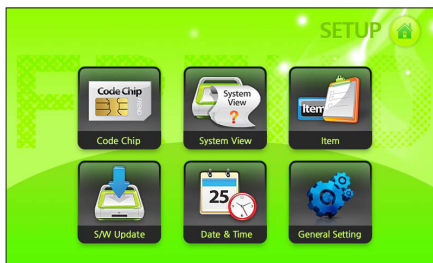 SETUP
Code Chip
System
View
?
Item
Code Chip
System View
Item
25
S/W Update
Date & Time
General Setting